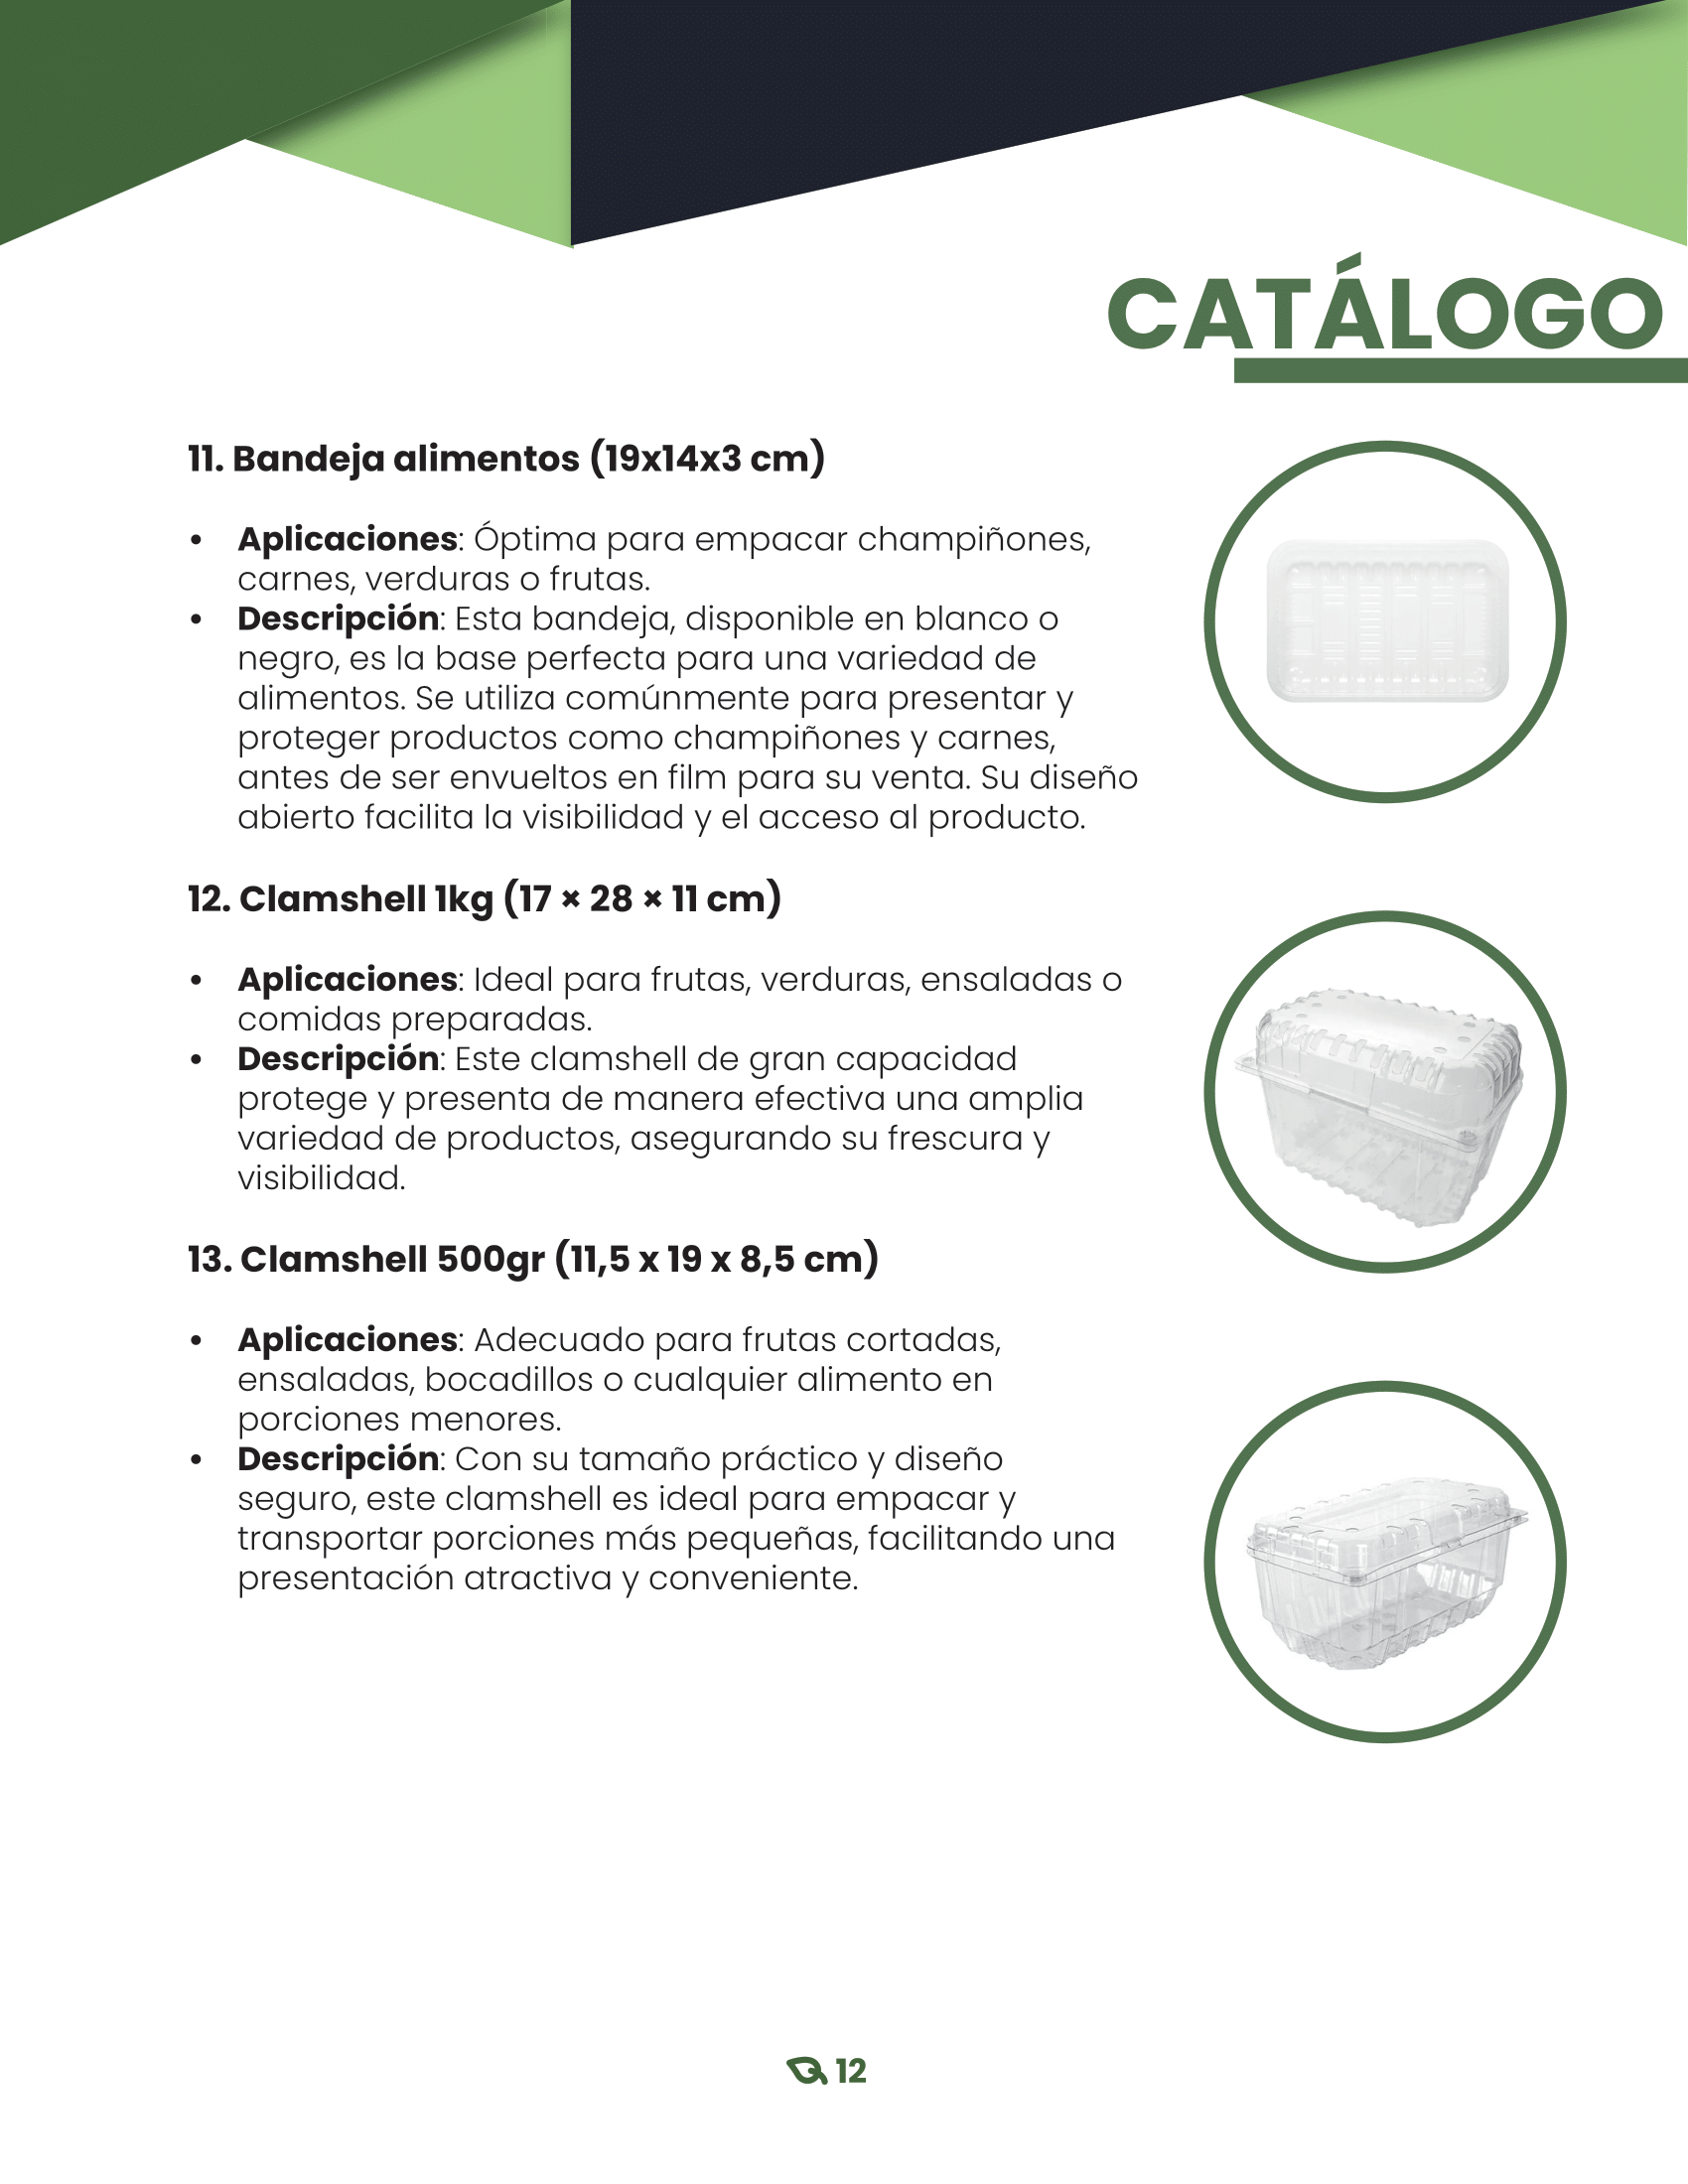 CATÁLOGO
11. Bandeja alimentos (19x14x3 cm)
• Aplicaciones: Óptima para empacar champiñones,
carnes, verduras o frutas.
• Descripción: Esta bandeja, disponible en blanco o
negro, es la base perfecta para una variedad de
alimentos. Se utiliza comúnmente para presentar y
proteger productos como champiñones y carnes,
antes de ser envueltos en film para su venta. Su diseño
abierto facilita la visibilidad y el acceso al producto.
12. Clamshell 1kg (17 × 28 × 11 cm)
• Aplicaciones: Ideal para frutas, verduras, ensaladas o
comidas preparadas.
• Descripción: Este clamshell de gran capacidad
protege y presenta de manera efectiva una amplia
variedad de productos, asegurando su frescura y
visibilidad.
13. Clamshell 500gr (11,5 x 19 x 8,5 cm)
• Aplicaciones: Adecuado para frutas cortadas,
ensaladas, bocadillos o cualquier alimento en
porciones menores.
• Descripción: Con su tamaño práctico y diseño
seguro, este clamshell es ideal para empacar y
transportar porciones más pequeñas, facilitando una
presentación atractiva y conveniente.
12